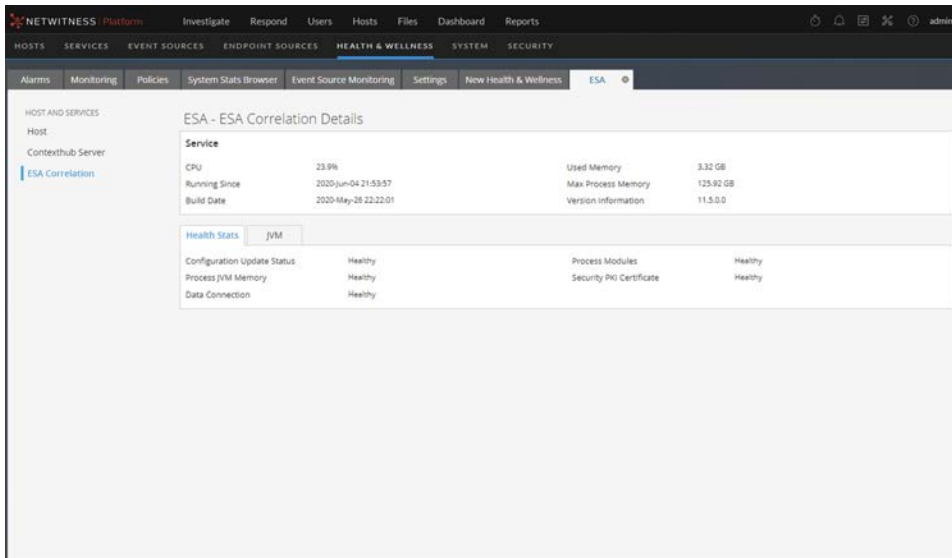 NETWITNESS Platform Investigate Respond Users Hosts Files Dashboard Reports admin
HOSTS SERVICES EVENT SOURCES ENDPOINT SOURCES HEALTH & WELLNESS SYSTEM SECURITY
Alarms Monitoring Policies System Stats Browser Event Source Monitoring Settings New Health & Wellness ESA
HOST AND SERVICES
Host
Contexthub Server
ESA Correlation
ESA - ESA Correlation Details
Service
CPU 23.9% Used Memory 3.32 GB
Running Since 2020-Jun-04 21:53:57 Max Process Memory 125.92 GB
Build Date 2020-May-26 22:22:01 Version Information 11.5.0.0
Health Stats JVM
Configuration Update Status Healthy Process Modules Healthy
Process JVM Memory Healthy Security PKI Certificate Healthy
Data Connection Healthy